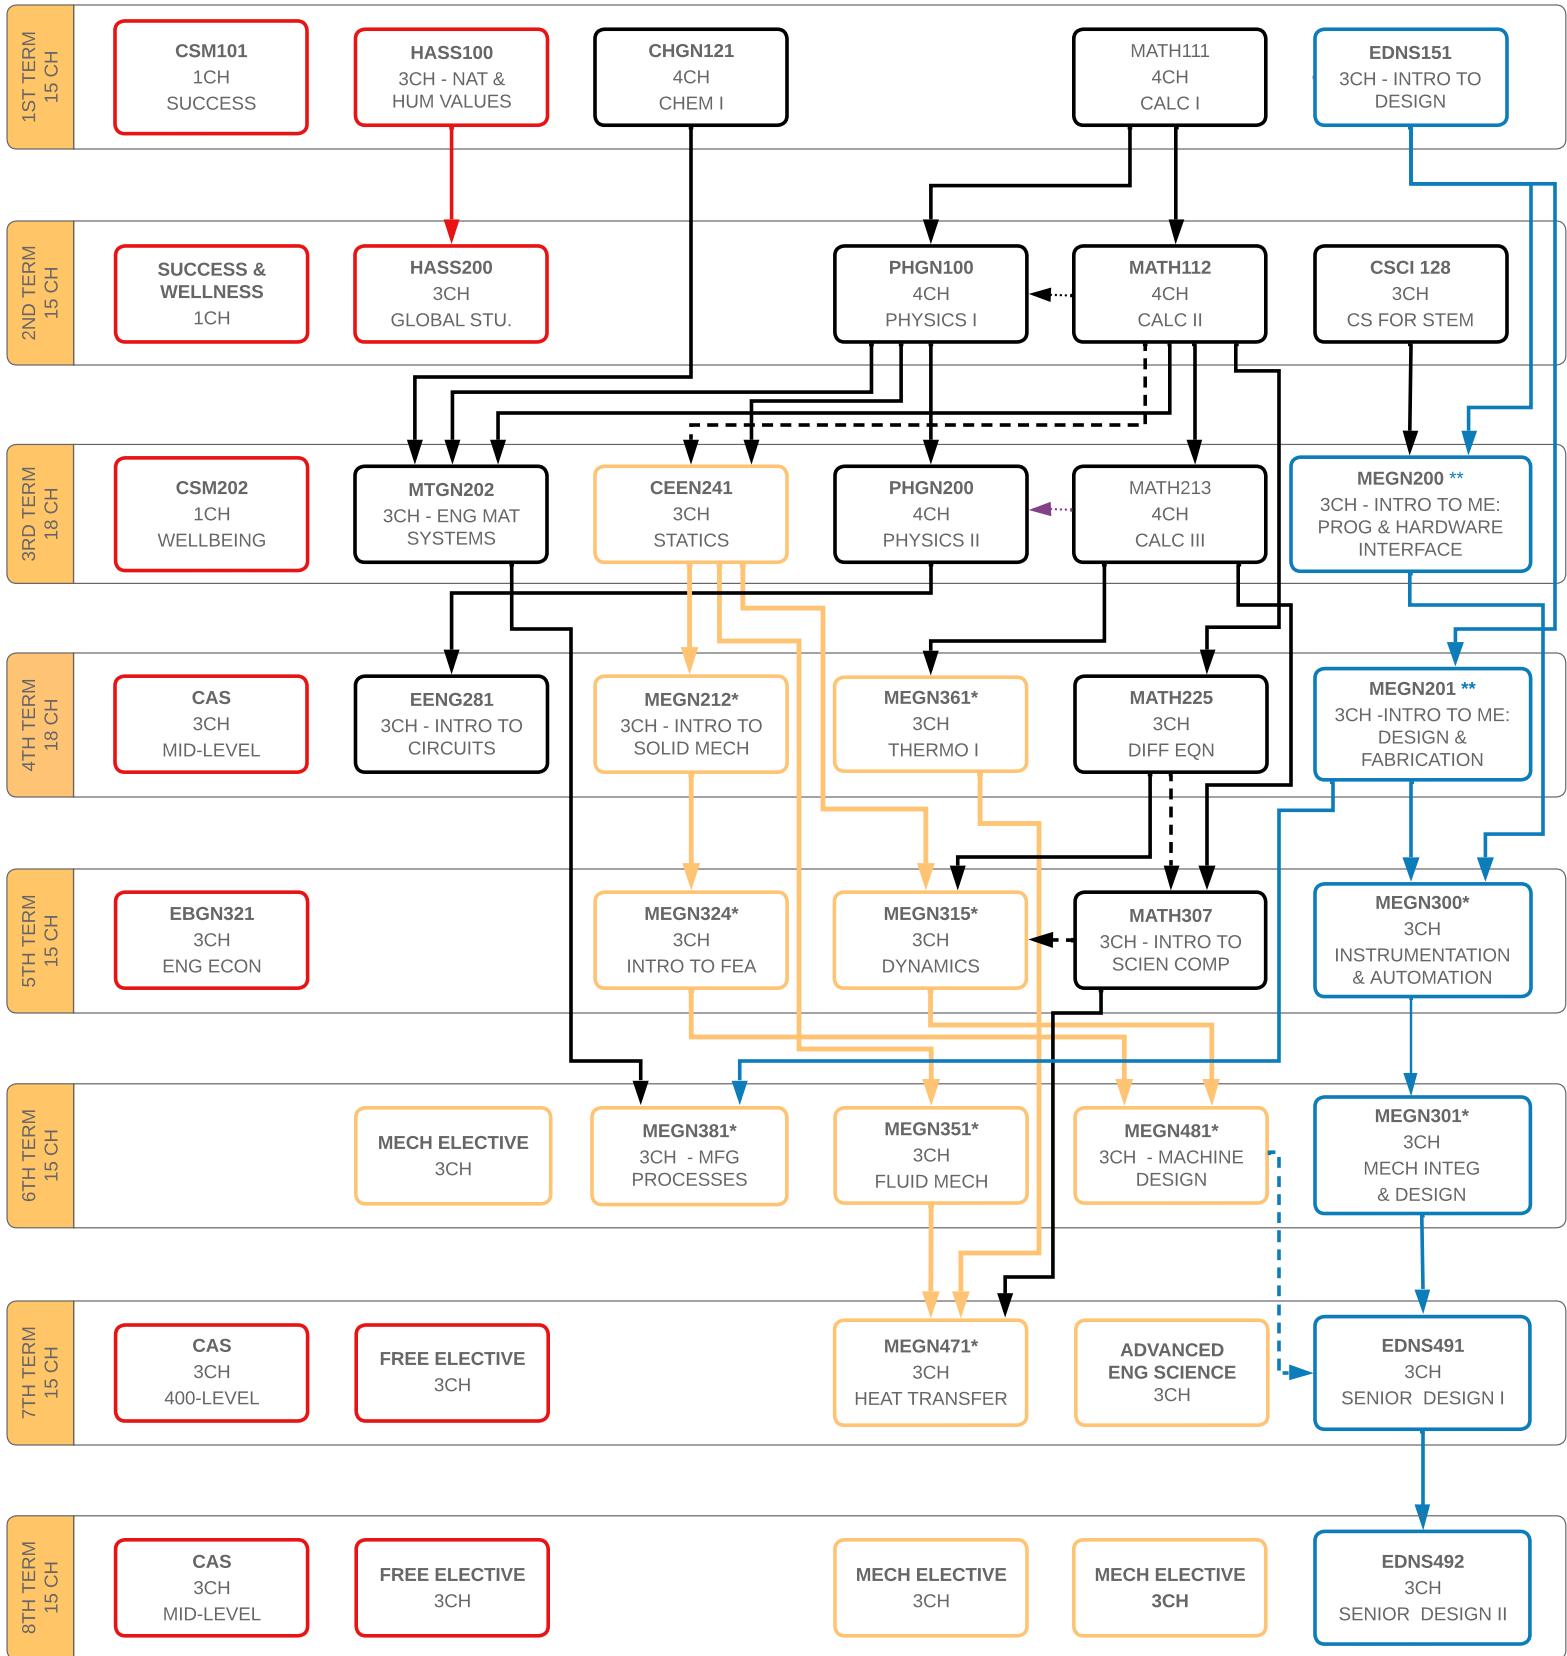 1ST TERM
15 CH
CSM101
1CH
SUCCESS
HASS100
3CH - NAT &
HUM VALUES
CHGN121
4CH
CHEM I
MATH111
4CH
CALC I
EDNS151
3CH - INTRO TO
DESIGN
2ND TERM
15 CH
SUCCESS &
WELLNESS
1CH
HASS200
3CH
GLOBAL STU.
PHGN100
4CH
PHYSICS I
MATH112
4CH
CALC II
CSCI 128
3CH
CS FOR STEM
3RD TERM
18 CH
CSM202
1CH
WELLBEING
MTGN202
3CH - ENG MAT
SYSTEMS
CEEN241
3CH
STATICS
PHGN200
4CH
PHYSICS II
MATH213
4CH
CALC III
MEGN200 **
3CH - INTRO TO ME:
PROG & HARDWARE
INTERFACE
4TH TERM
18 CH
CAS
3CH
MID-LEVEL
EENG281
3CH - INTRO TO
CIRCUITS
MEGN212*
3CH - INTRO TO
SOLID MECH
MEGN361*
3CH
THERMO I
MATH225
3CH
DIFF EQN
MEGN201 **
3CH -INTRO TO ME:
DESIGN &
FABRICATION
5TH TERM
15 CH
EBGN321
3CH
ENG ECON
MEGN324*
3CH
INTRO TO FEA
MEGN315*
3CH
DYNAMICS
MATH307
3CH - INTRO TO
SCIEN COMP
MEGN300*
3CH
INSTRUMENTATION
& AUTOMATION
6TH TERM
15 CH
MECH ELECTIVE
3CH
MEGN381*
3CH  - MFG
PROCESSES
MEGN351*
3CH
FLUID MECH
MEGN481*
3CH  - MACHINE
DESIGN
MEGN301*
3CH
MECH INTEG
& DESIGN
7TH TERM
15 CH
CAS
3CH
400-LEVEL
FREE ELECTIVE
3CH
MEGN471*
3CH
HEAT TRANSFER
ADVANCED
ENG SCIENCE
3CH
EDNS491
3CH
SENIOR  DESIGN I
8TH TERM
15 CH
CAS
3CH
MID-LEVEL
FREE ELECTIVE
3CH
MECH ELECTIVE
3CH
MECH ELECTIVE
3CH
EDNS492
3CH
SENIOR  DESIGN II